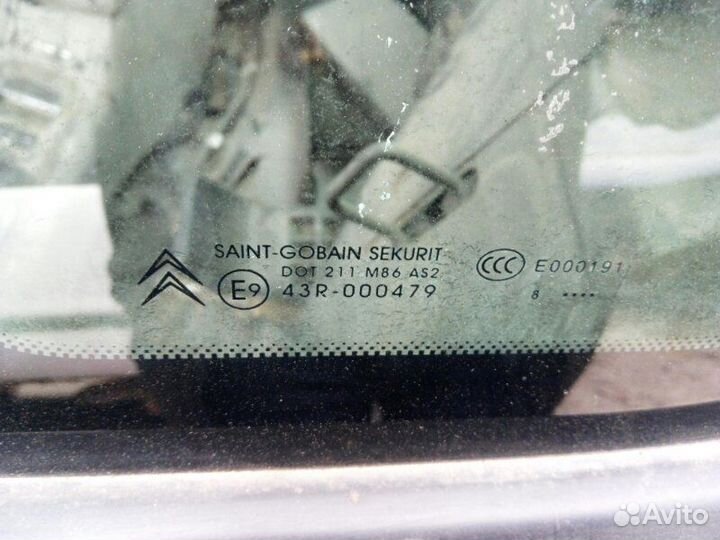 SAINT-GOBAIN SEKURIT
DOT 211 M86 AS2
E9 43R-000479
CCC E000191
8 ....
Avito